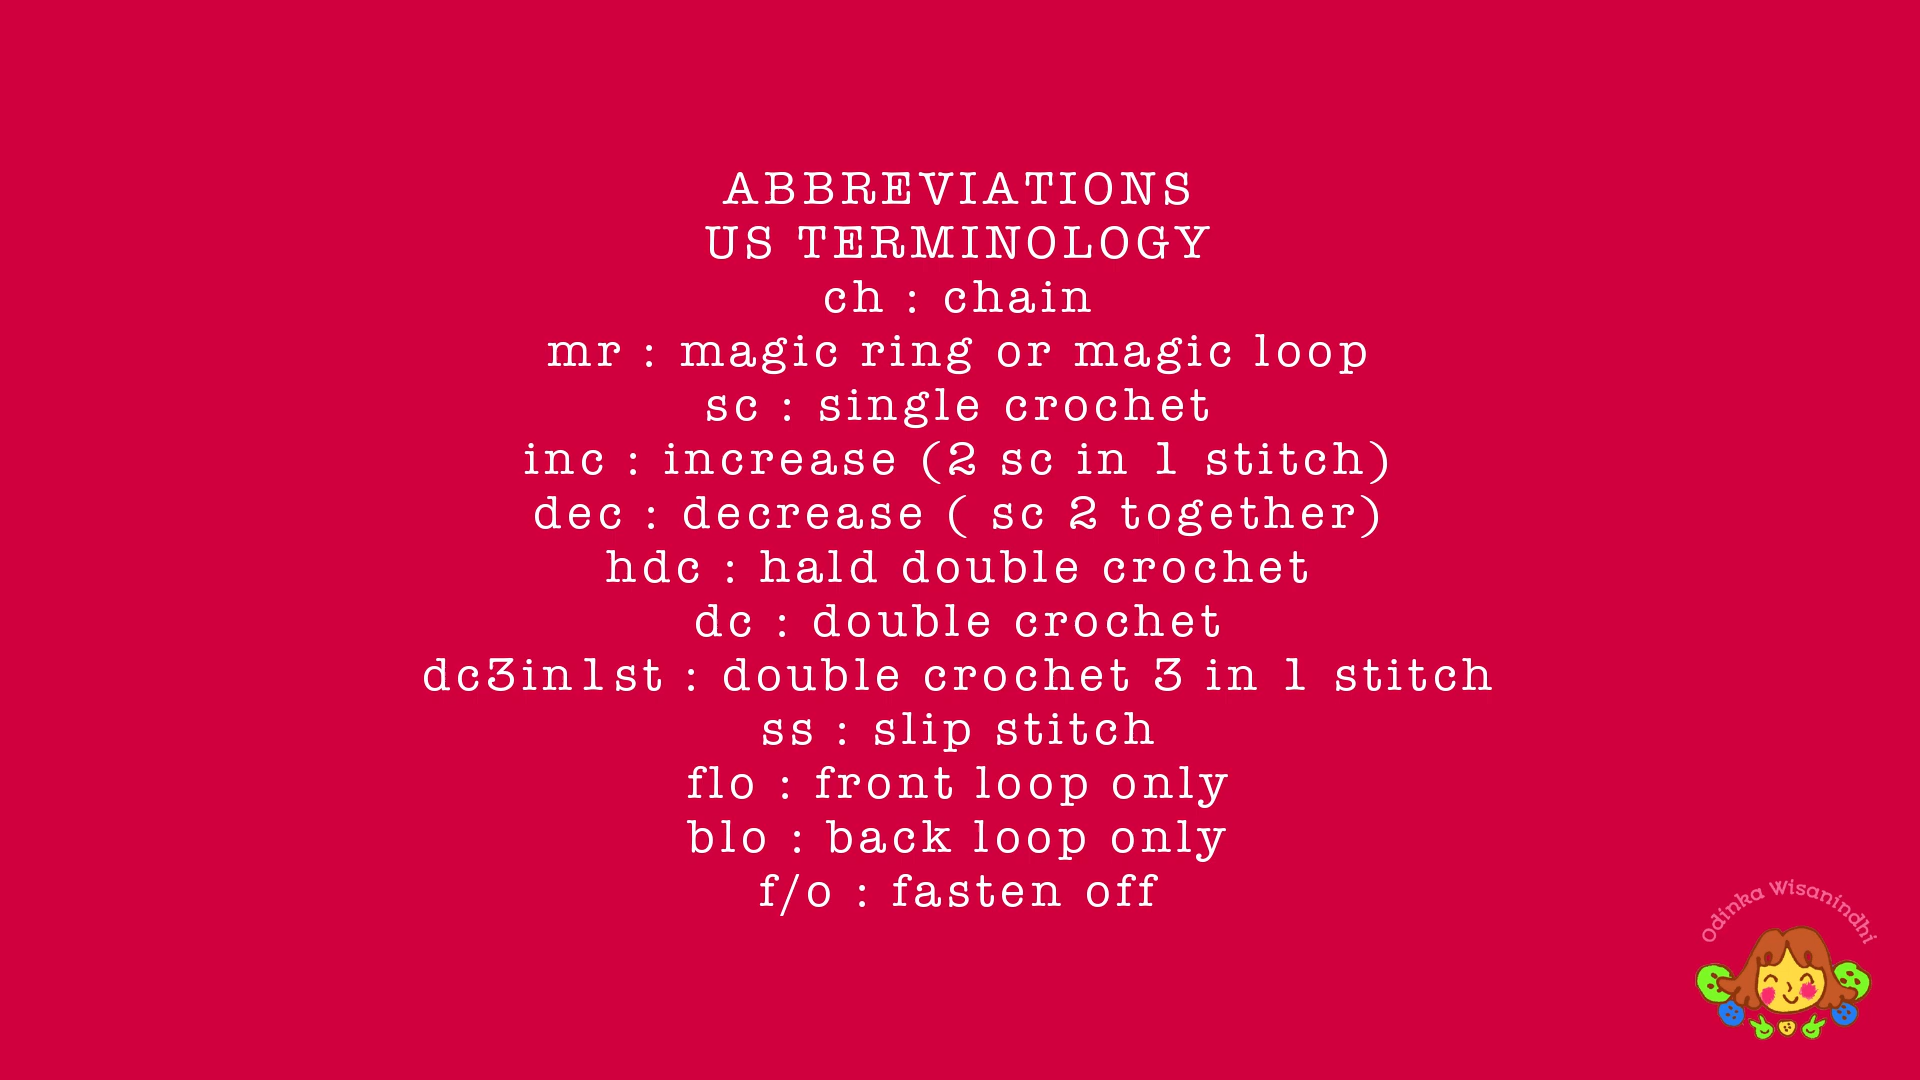 ABBREVIATIONS
US TERMINOLOGY
ch : chain
mr : magic ring or magic loop
sc : single crochet
inc : increase (2 sc in 1 stitch)
dec : decrease ( sc 2 together)
hdc : hald double crochet
dc : double crochet
dc3in1st : double crochet 3 in 1 stitch
ss : slip stitch
flo : front loop only
blo : back loop only
f/o : fasten off
Odinka Wisanindhi